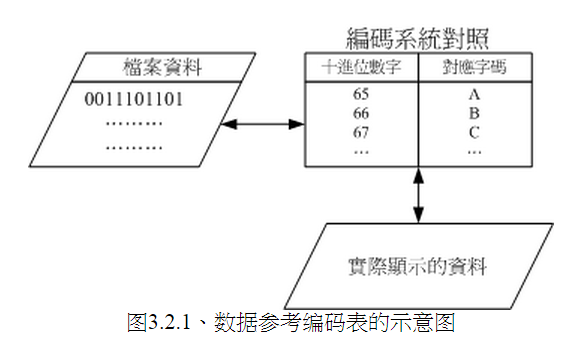 編碼系統對照
檔案資料
0011101101
………
………
十進位數字 對應字碼
65 A
66 B
67 C
... ...
實際顯示的資料
图3.2.1、数据参考编码表的示意图